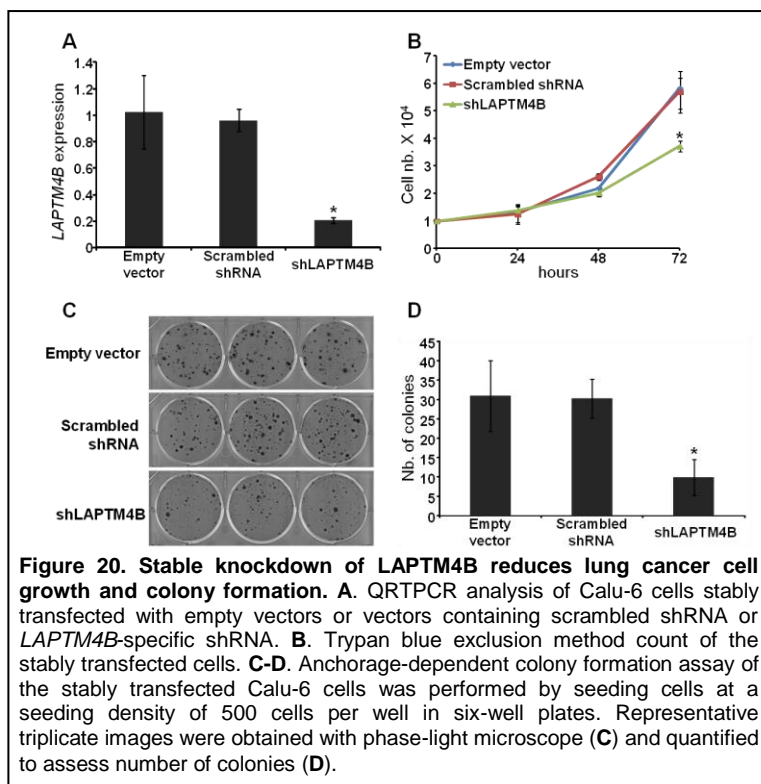 A
LAPTM4B expression
1.4
1.2
1
0.8
0.6
0.4
0.2
0
*
Empty vector
Scrambled shRNA
shLAPTM4B
B
Empty vector
Scrambled shRNA
shLAPTM4B
Cell nb. X 10⁴
7
6
5
4
3
2
1
0
*
0 24 48 72
hours
C
Empty vector
Scrambled shRNA
shLAPTM4B
D
Nb. of colonies
45
40
35
30
25
20
15
10
5
0
*
Empty vector
Scrambled shRNA
shLAPTM4B
Figure 20. Stable knockdown of LAPTM4B reduces lung cancer cell
growth and colony formation. A. QRTPCR analysis of Calu-6 cells stably
transfected with empty vectors or vectors containing scrambled shRNA or
LAPTM4B-specific shRNA. B. Trypan blue exclusion method count of the
stably transfected cells. C-D. Anchorage-dependent colony formation assay of
the stably transfected Calu-6 cells was performed by seeding cells at a
seeding density of 500 cells per well in six-well plates. Representative
triplicate images were obtained with phase-light microscope (C) and quantified
to assess number of colonies (D).